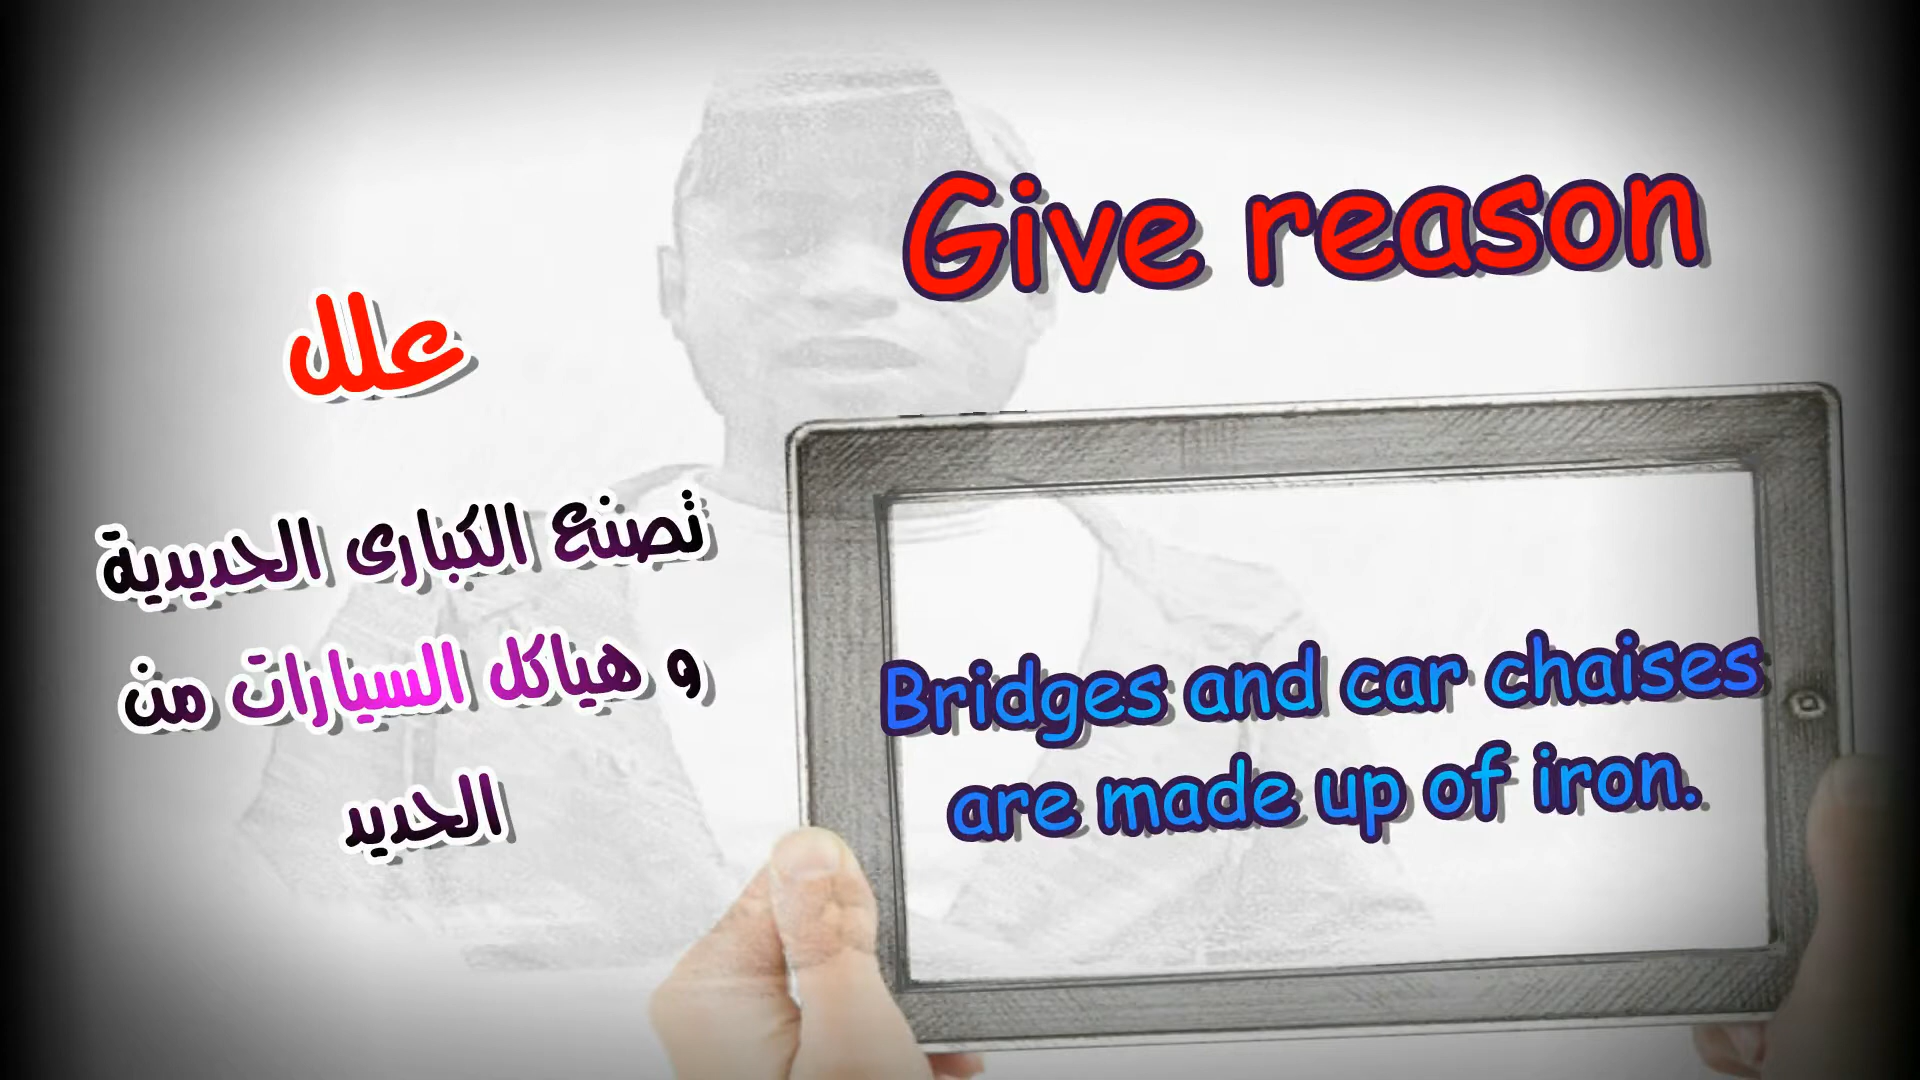 Give reason
علل
تصنع الكبارى الحديدية
و هياكل السيارات من
الحديد
Bridges and car chaises
are made up of iron.